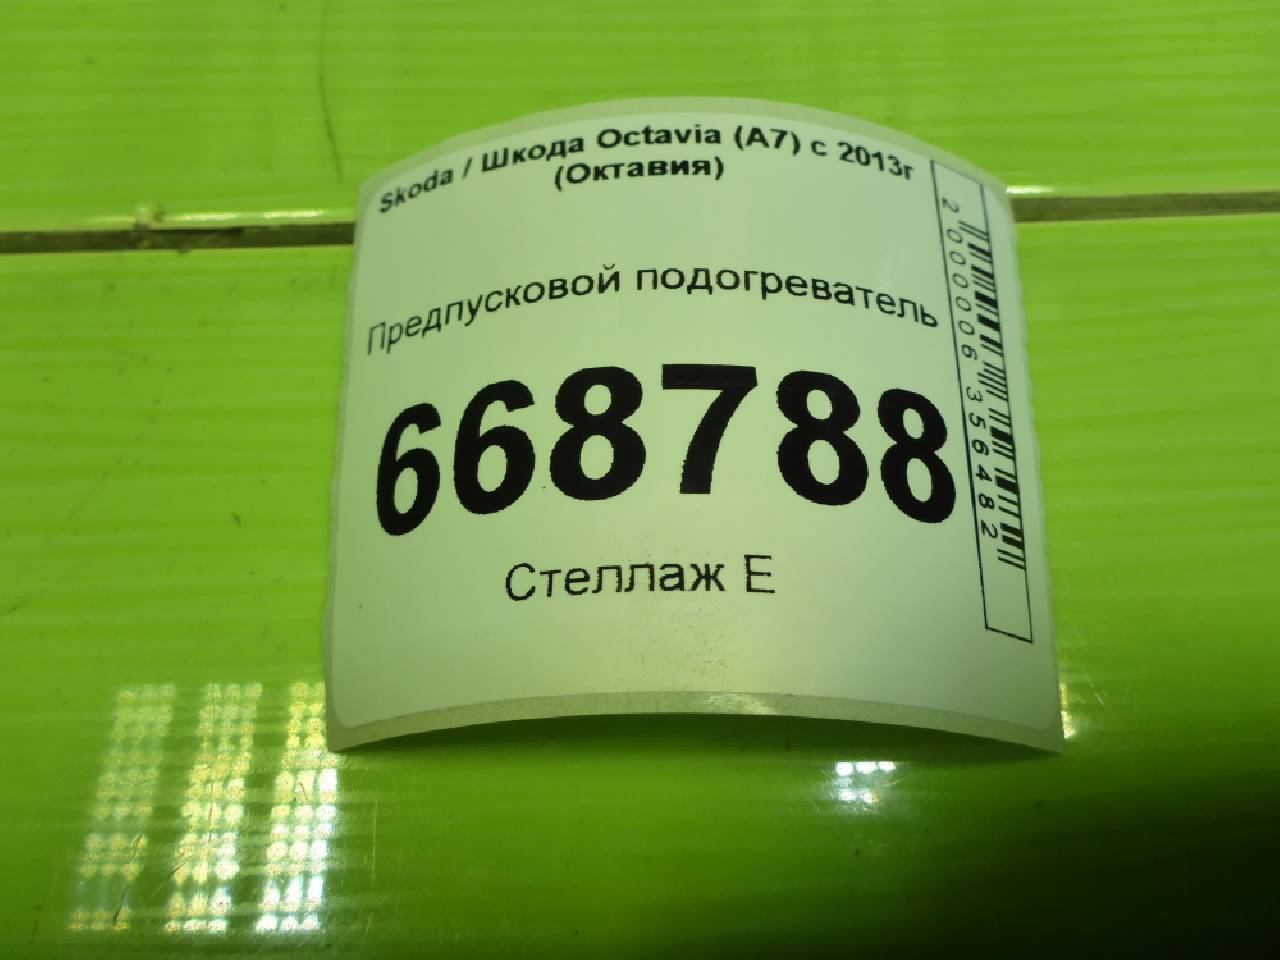 Skoda / Шкода Octavia (A7) с 2013г
(Октавия)
Предпусковой подогреватель
668788
Стеллаж Е
2000006356482